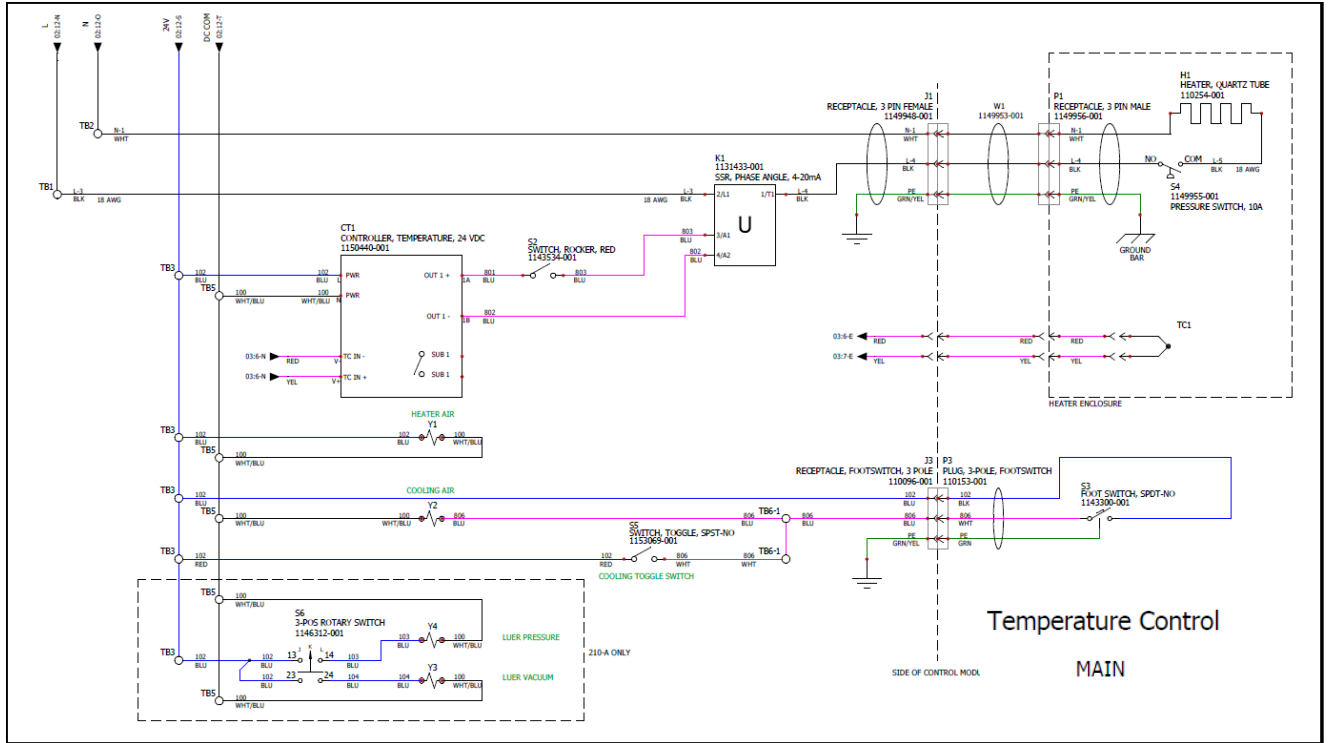 L
02:12-N
N
02:12-O
24V
02:12-S
DC COM
02:12-T
TB2
N-1
WHT
TB1
L-3
BLK
18 AWG
18 AWG
L-3
BLK
K1
1131433-001
SSR, PHASE ANGLE, 4-20mA
2/L1
1/T1
U
3/A1
4/A2
L-4
BLK
J1
RECEPTACLE, 3 PIN FEMALE
1149948-001
N-1
WHT
L-4
BLK
PE
GRN/YEL
W1
1149953-001
P1
RECEPTACLE, 3 PIN MALE
1149956-001
N-1
WHT
L-4
BLK
PE
GRN/YEL
H1
HEATER, QUARTZ TUBE
110254-001
NO
COM
L-5
BLK
18 AWG
S4
1149955-001
PRESSURE SWITCH, 10A
GROUND
BAR
CT1
CONTROLLER, TEMPERATURE, 24 VDC
1150440-001
TB3
102
BLU
102
BLU
L
PWR
TB5
100
WHT/BLU
100
WHT/BLU
N
PWR
OUT 1 +
1A
801
BLU
S2
SWITCH, ROCKER, RED
1143534-001
803
BLU
803
BLU
802
BLU
OUT 1 -
1B
802
BLU
03:6-N
RED
V-
TC IN -
03:6-N
YEL
V+
TC IN +
SUB 1
SUB 1
03:6-E
RED
RED
RED
03:7-E
YEL
YEL
YEL
TC1
HEATER ENCLOSURE
HEATER AIR
TB3
102
BLU
102
BLU
Y1
100
WHT/BLU
TB5
100
WHT/BLU
TB3
102
BLU
COOLING AIR
TB5
100
WHT/BLU
100
WHT/BLU
Y2
806
BLU
806
BLU
TB6-1
806
BLU
TB3
102
RED
S5
SWITCH, TOGGLE, SPST-NO
1153069-001
102
RED
806
WHT
806
WHT
TB6-1
COOLING TOGGLE SWITCH
J3
RECEPTACLE, FOOTSWITCH, 3 POLE
110096-001
P3
PLUG, 3-POLE, FOOTSWITCH
110153-001
102
BLU
102
BLK
806
BLU
806
WHT
PE
GRN/YEL
PE
GRN
S3
FOOT SWITCH, SPDT-NO
1143300-001
TB5
100
WHT/BLU
S6
3-POS ROTARY SWITCH
1146312-001
J K L
TB3
102
BLU
102
BLU
13
14
103
BLU
103
BLU
Y4
100
WHT/BLU
LUER PRESSURE
102
BLU
23
24
104
BLU
104
BLU
Y3
100
WHT/BLU
LUER VACUUM
TB5
100
WHT/BLU
210-A ONLY
SIDE OF CONTROL MODU
Temperature Control
MAIN